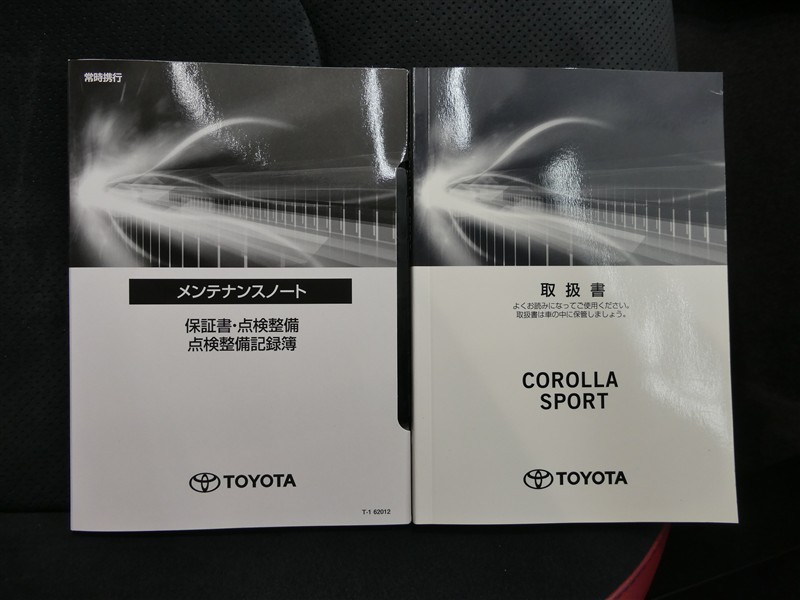 常時携行
メンテナンスノート
保証書・点検整備
点検整備記録簿
TOYOTA
T-1 62012
取扱書
よくお読みになってご使用ください。
取扱書は車の中に保管しましょう。
COROLLA
SPORT
TOYOTA